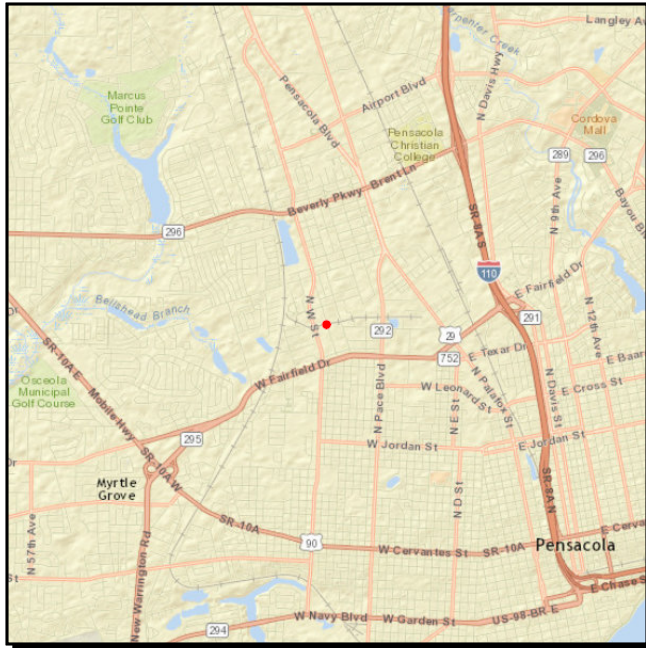 Carpenter Creek
Langley Av
Marcus
Pointe
Golf Club
Pensacola Blvd
Airport Blvd
N Davis Hwy
Cordova
Mall
Pensacola
Christian
College
289
296
Beverly Pkwy
Brent Ln
N 9th Ave
Bayou Blv
SR-8A S
296
110
E Fairfield Dr
Bellshead Branch
N W St
292
29
291
N 12th Ave
Dr
SR-10A E
752
E Texar Dr
W Fairfield Dr
Osceola
Municipal
Golf Course
Mobile Hwy
N Pace Blvd
W Leonard St
N E St
N Palafox St
N Davis St
E Cross St
E Baar
295
SR-10A W
W Jordan St
E Jordan St
Dr
Myrtle
Grove
SR-8A N
N 57th Ave
SR-10A
90
N D St
W Cervantes St
SR-10A
E Cerva
Pensacola
St
New Warrington Rd
E Chase S
294
W Navy Blvd
W Garden St
US-98-BR E